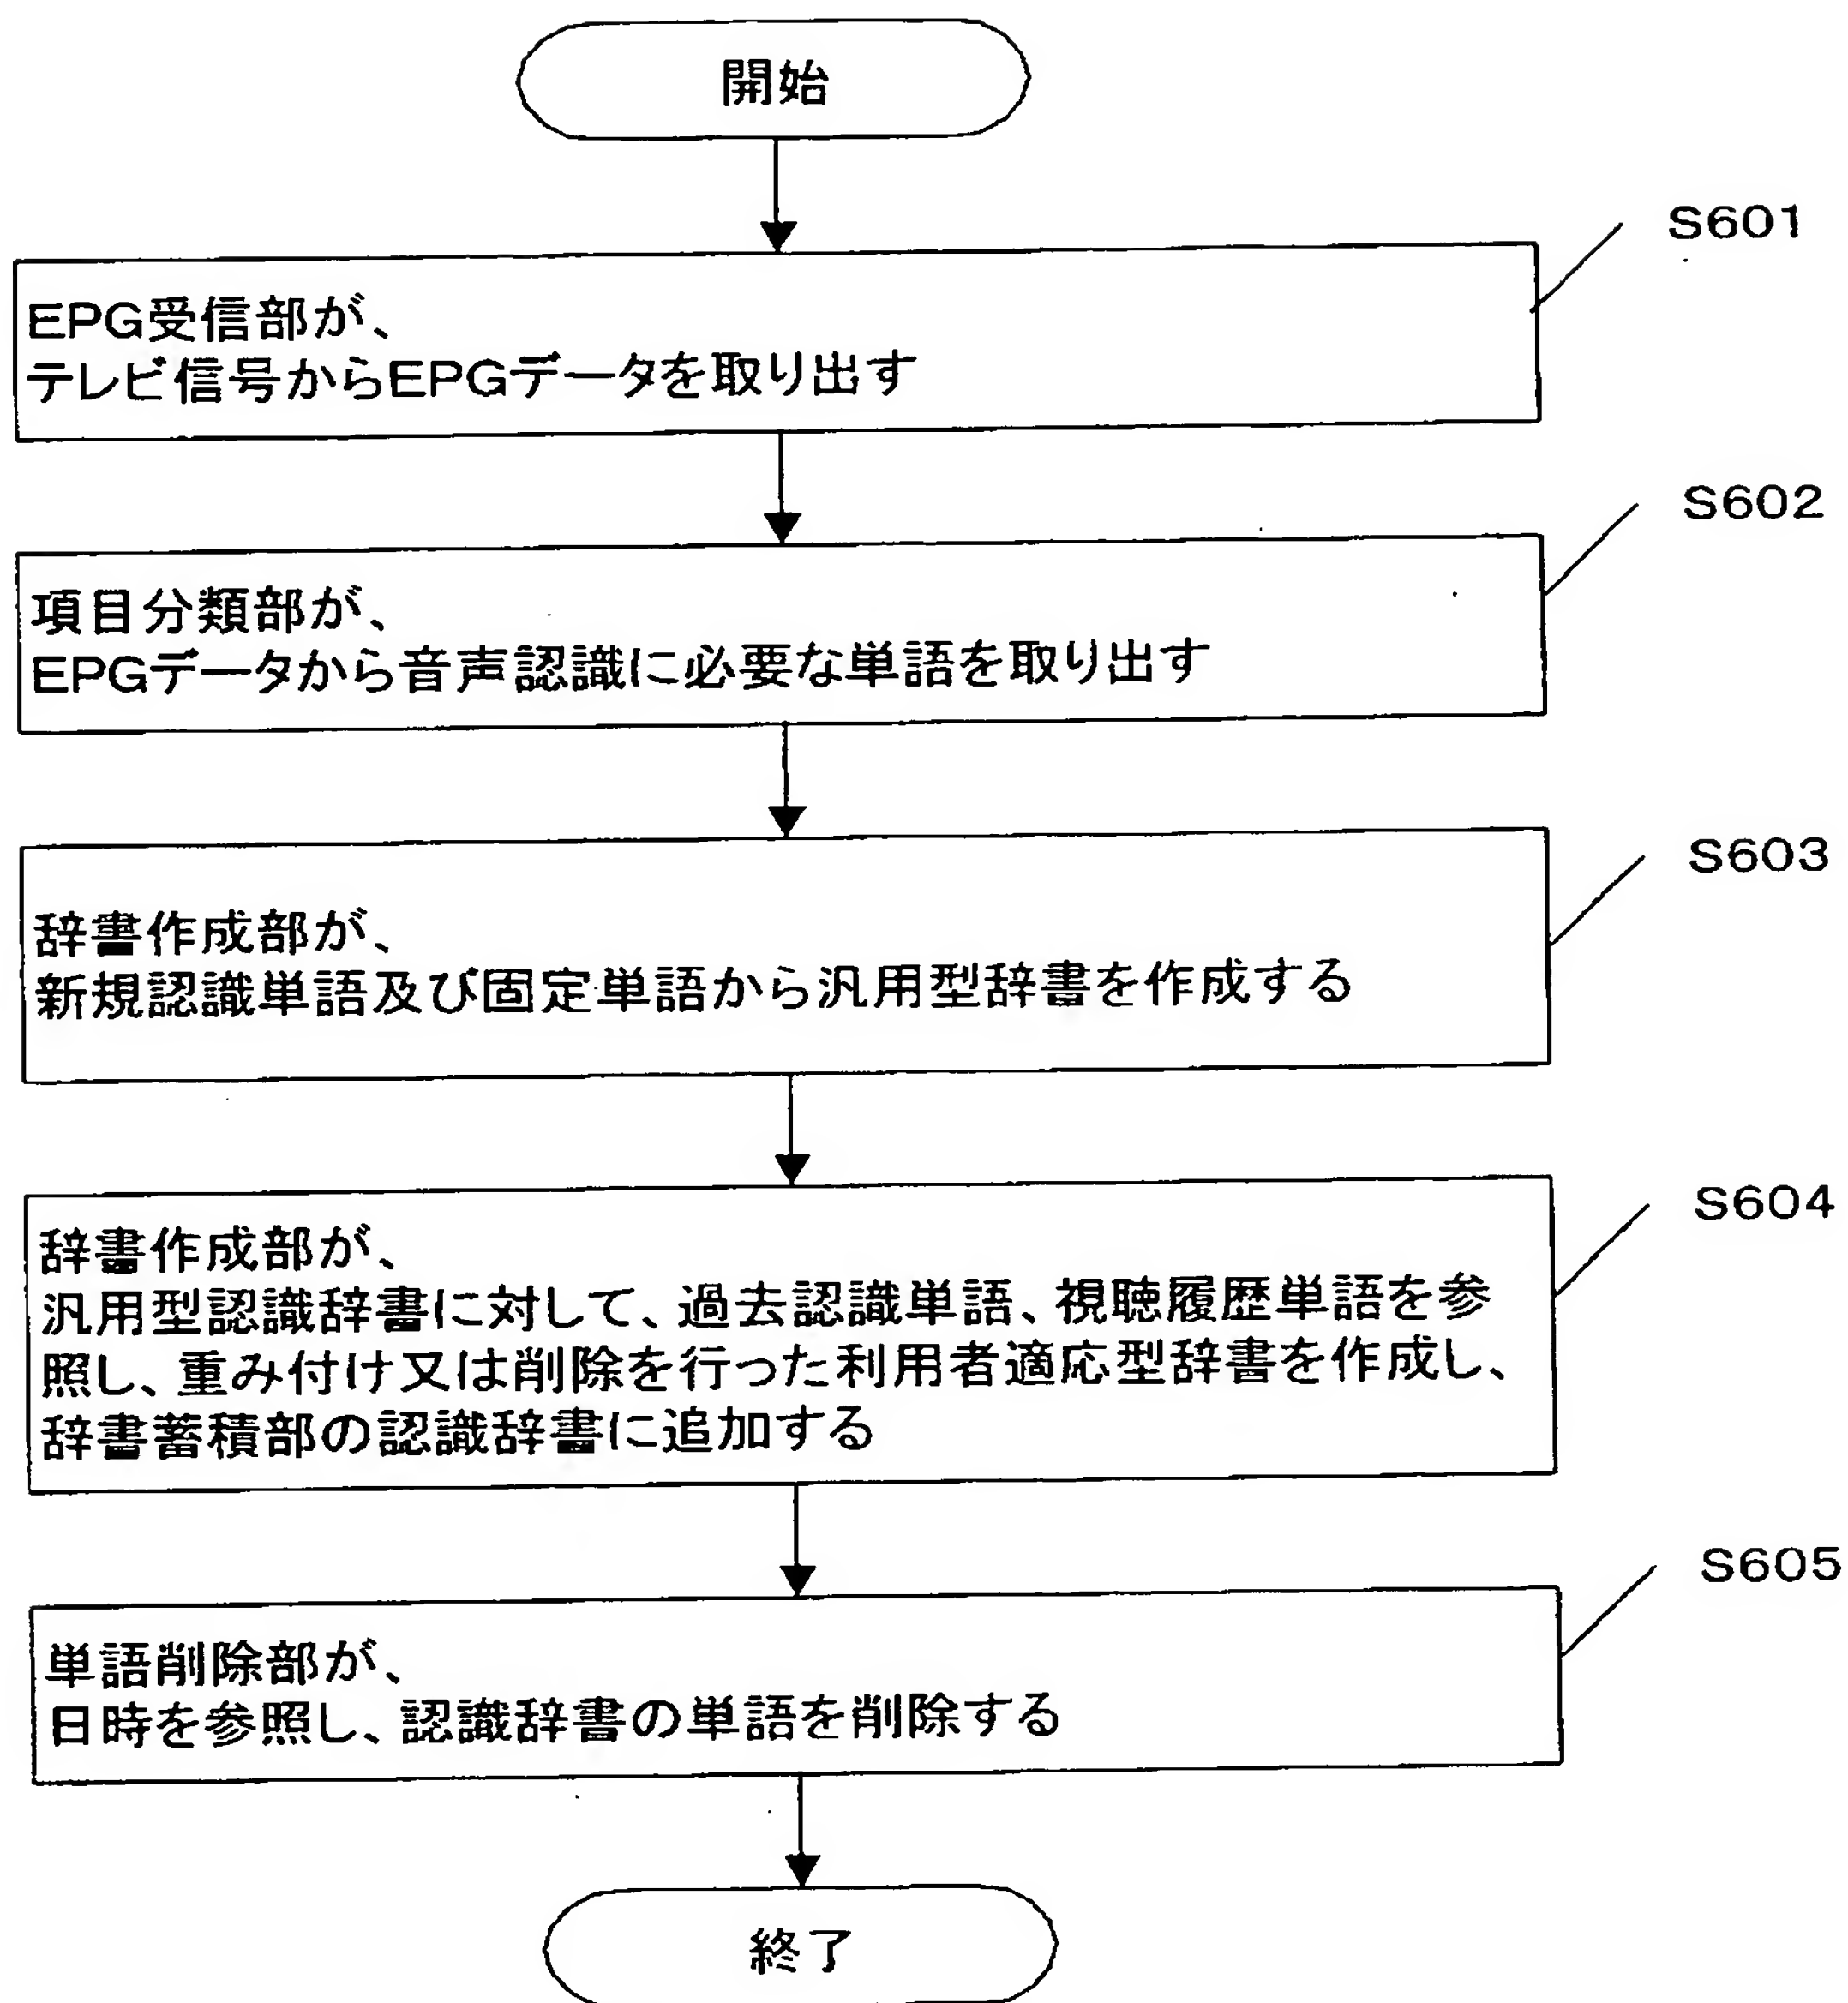 開始
S601
EPG受信部が、
テレビ信号からEPGデータを取り出す
S602
項目分類部が、
EPGデータから音声認識に必要な単語を取り出す
S603
辞書作成部が、
新規認識単語及び固定単語から汎用型辞書を作成する
S604
辞書作成部が、
汎用型認識辞書に対して、過去認識単語、視聴履歴単語を参
照し、重み付け又は削除を行った利用者適応型辞書を作成し、
辞書蓄積部の認識辞書に追加する
S605
単語削除部が、
日時を参照し、認識辞書の単語を削除する
終了